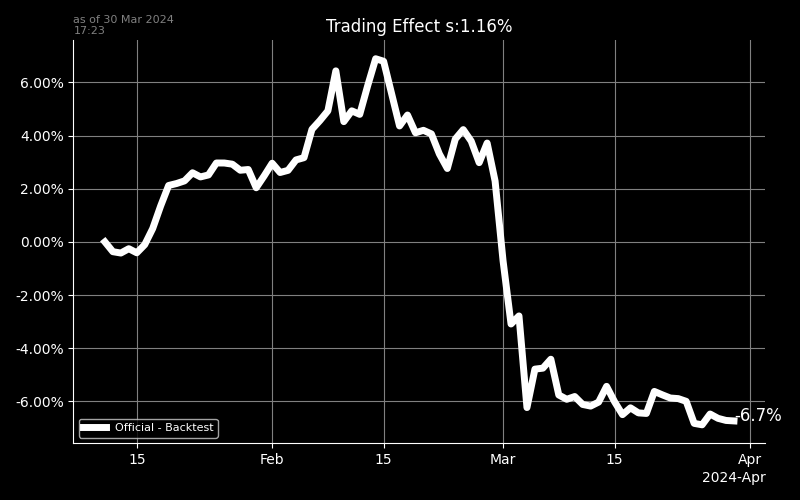 as of 30 Mar 2024
17:23
Trading Effect s:1.16%
6.00%
4.00%
2.00%
0.00%
-2.00%
-4.00%
-6.00%
-6.7%
Official - Backtest
15
Feb
15
Mar
15
Apr
2024-Apr